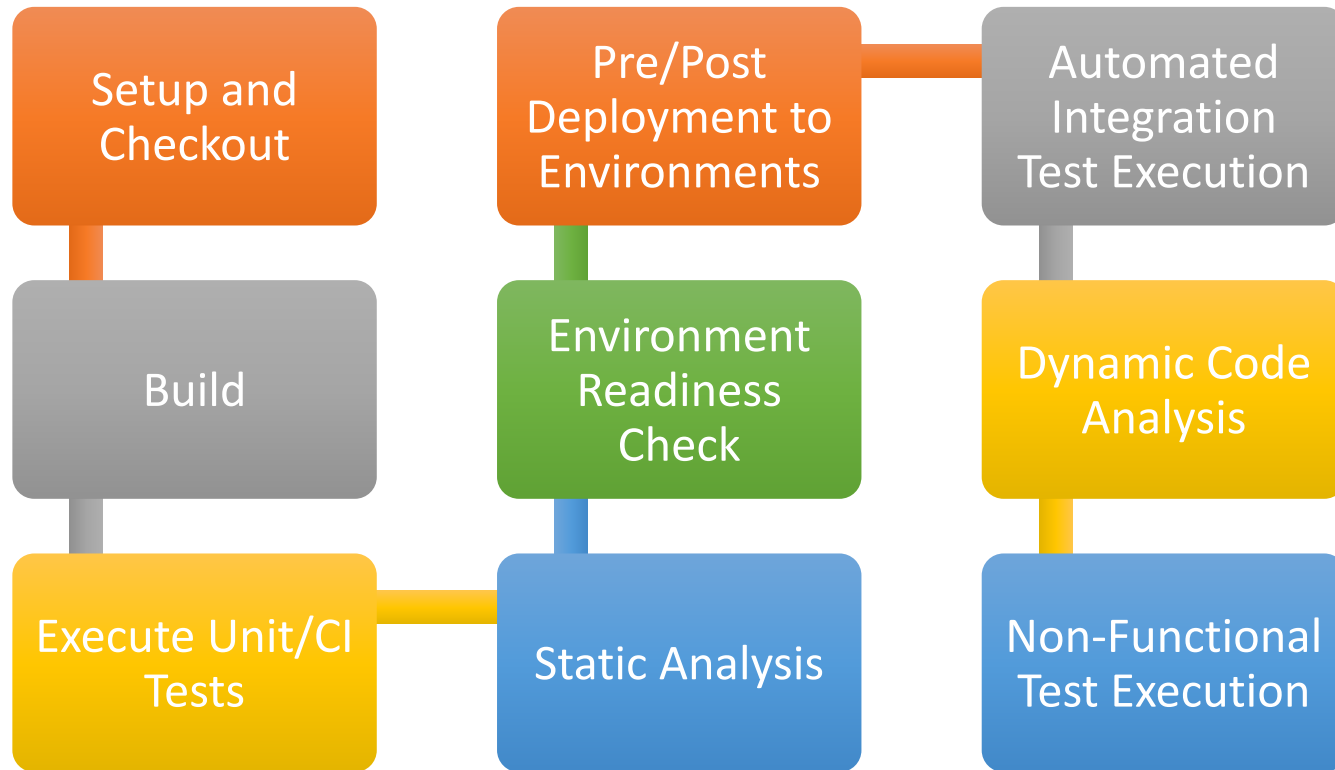 Setup and
Checkout
Build
Execute Unit/CI
Tests
Static Analysis
Environment
Readiness
Check
Pre/Post
Deployment to
Environments
Automated
Integration
Test Execution
Dynamic Code
Analysis
Non-Functional
Test Execution